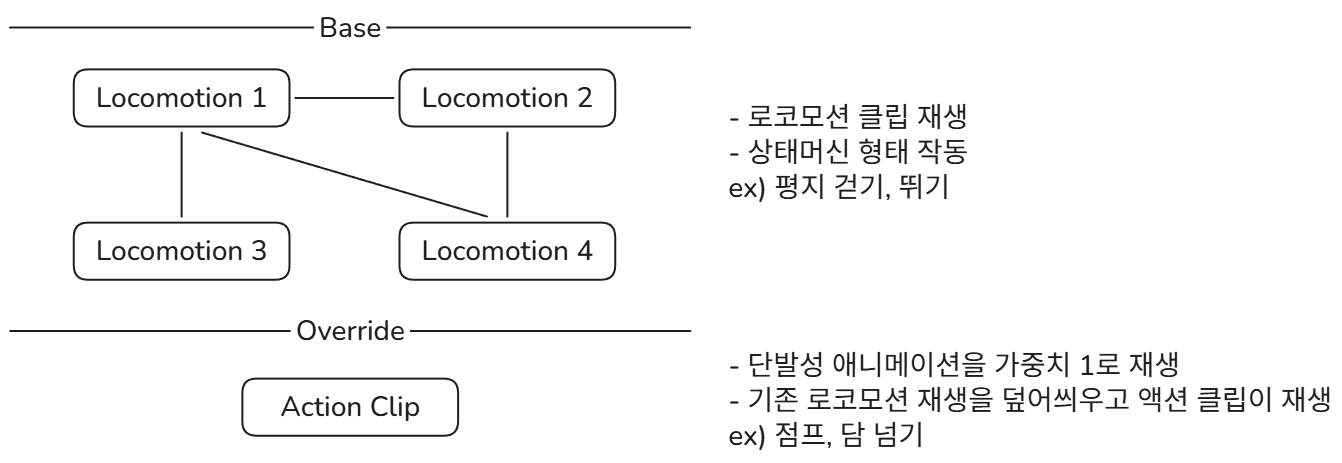 Base
Locomotion 1
Locomotion 2
- 로코모션 클립 재생
- 상태머신 형태 작동
ex) 평지 걷기, 뛰기
Locomotion 3
Locomotion 4
Override
Action Clip
- 단발성 애니메이션을 가중치 1로 재생
- 기존 로코모션 재생을 덮어씌우고 액션 클립이 재생
ex) 점프, 담 넘기